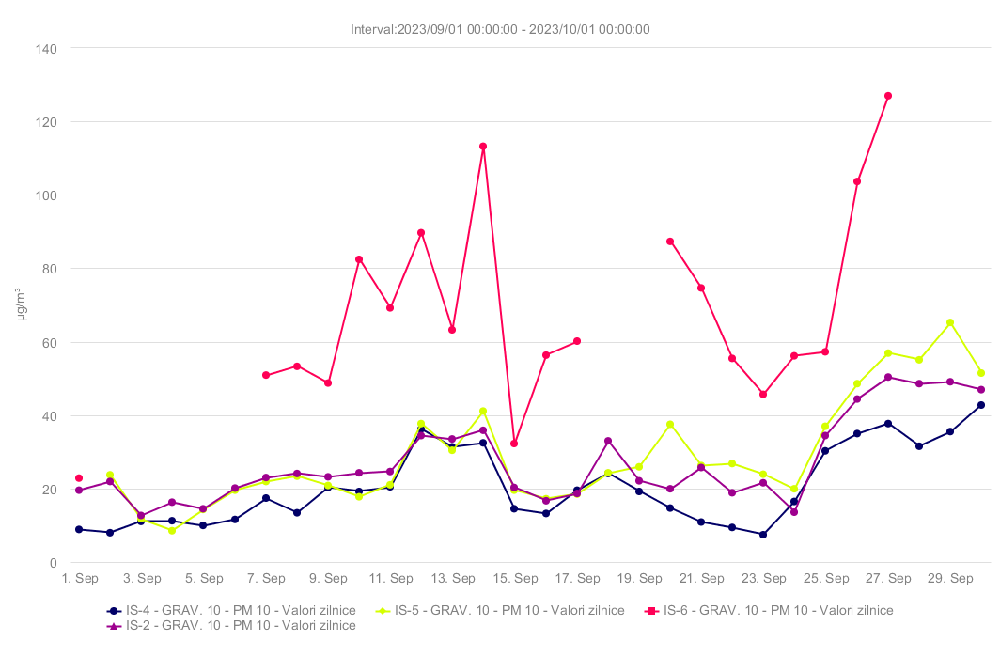 Interval:2023/09/01 00:00:00 - 2023/10/01 00:00:00
140
120
100
80
60
40
20
0
µg/m³
1. Sep 3. Sep 5. Sep 7. Sep 9. Sep 11. Sep 13. Sep 15. Sep 17. Sep 19. Sep 21. Sep 23. Sep 25. Sep 27. Sep 29. Sep
IS-4 - GRAV. 10 - PM 10 - Valori zilnice IS-5 - GRAV. 10 - PM 10 - Valori zilnice IS-6 - GRAV. 10 - PM 10 - Valori zilnice
IS-2 - GRAV. 10 - PM 10 - Valori zilnice